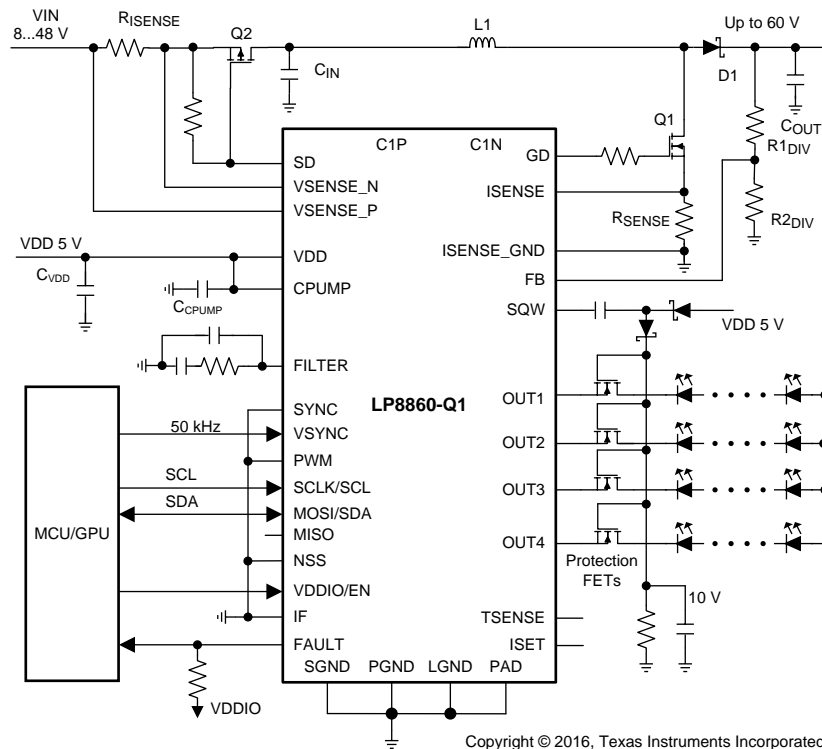 VIN
8...48 V
RISENSE
Q2
L1
Up to 60 V
CIN
D1
COUT
Q1
R1DIV
C1P
C1N
SD
GD
VSENSE_N
ISENSE
VSENSE_P
RSENSE
R2DIV
VDD 5 V
VDD
ISENSE_GND
CVDD
CPUMP
FB
CCPUMP
SQW
VDD 5 V
FILTER
LP8860-Q1
OUT1
SYNC
50 kHz
VSYNC
OUT2
PWM
SCL
SCLK/SCL
OUT3
SDA
MOSI/SDA
MCU/GPU
MISO
OUT4
NSS
Protection
FETs
VDDIO/EN
10 V
IF
TSENSE
FAULT
ISET
SGND
PGND
LGND
PAD
VDDIO
Copyright © 2016, Texas Instruments Incorporated